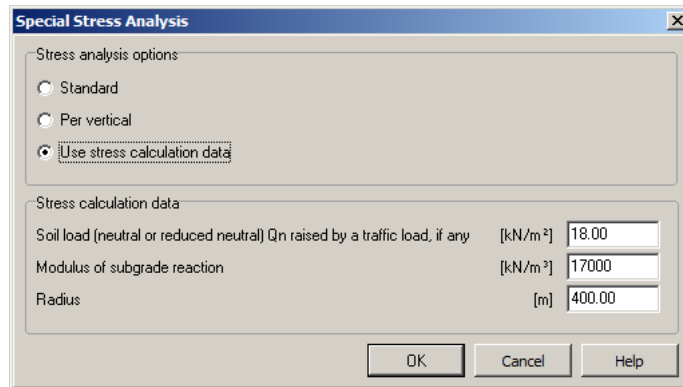 Special Stress Analysis
Stress analysis options
Standard
Per vertical
Use stress calculation data
Stress calculation data
Soil load (neutral or reduced neutral) Qn raised by a traffic load, if any [kN/m²] 18.00
Modulus of subgrade reaction [kN/m³] 17000
Radius [m] 400.00
OK Cancel Help